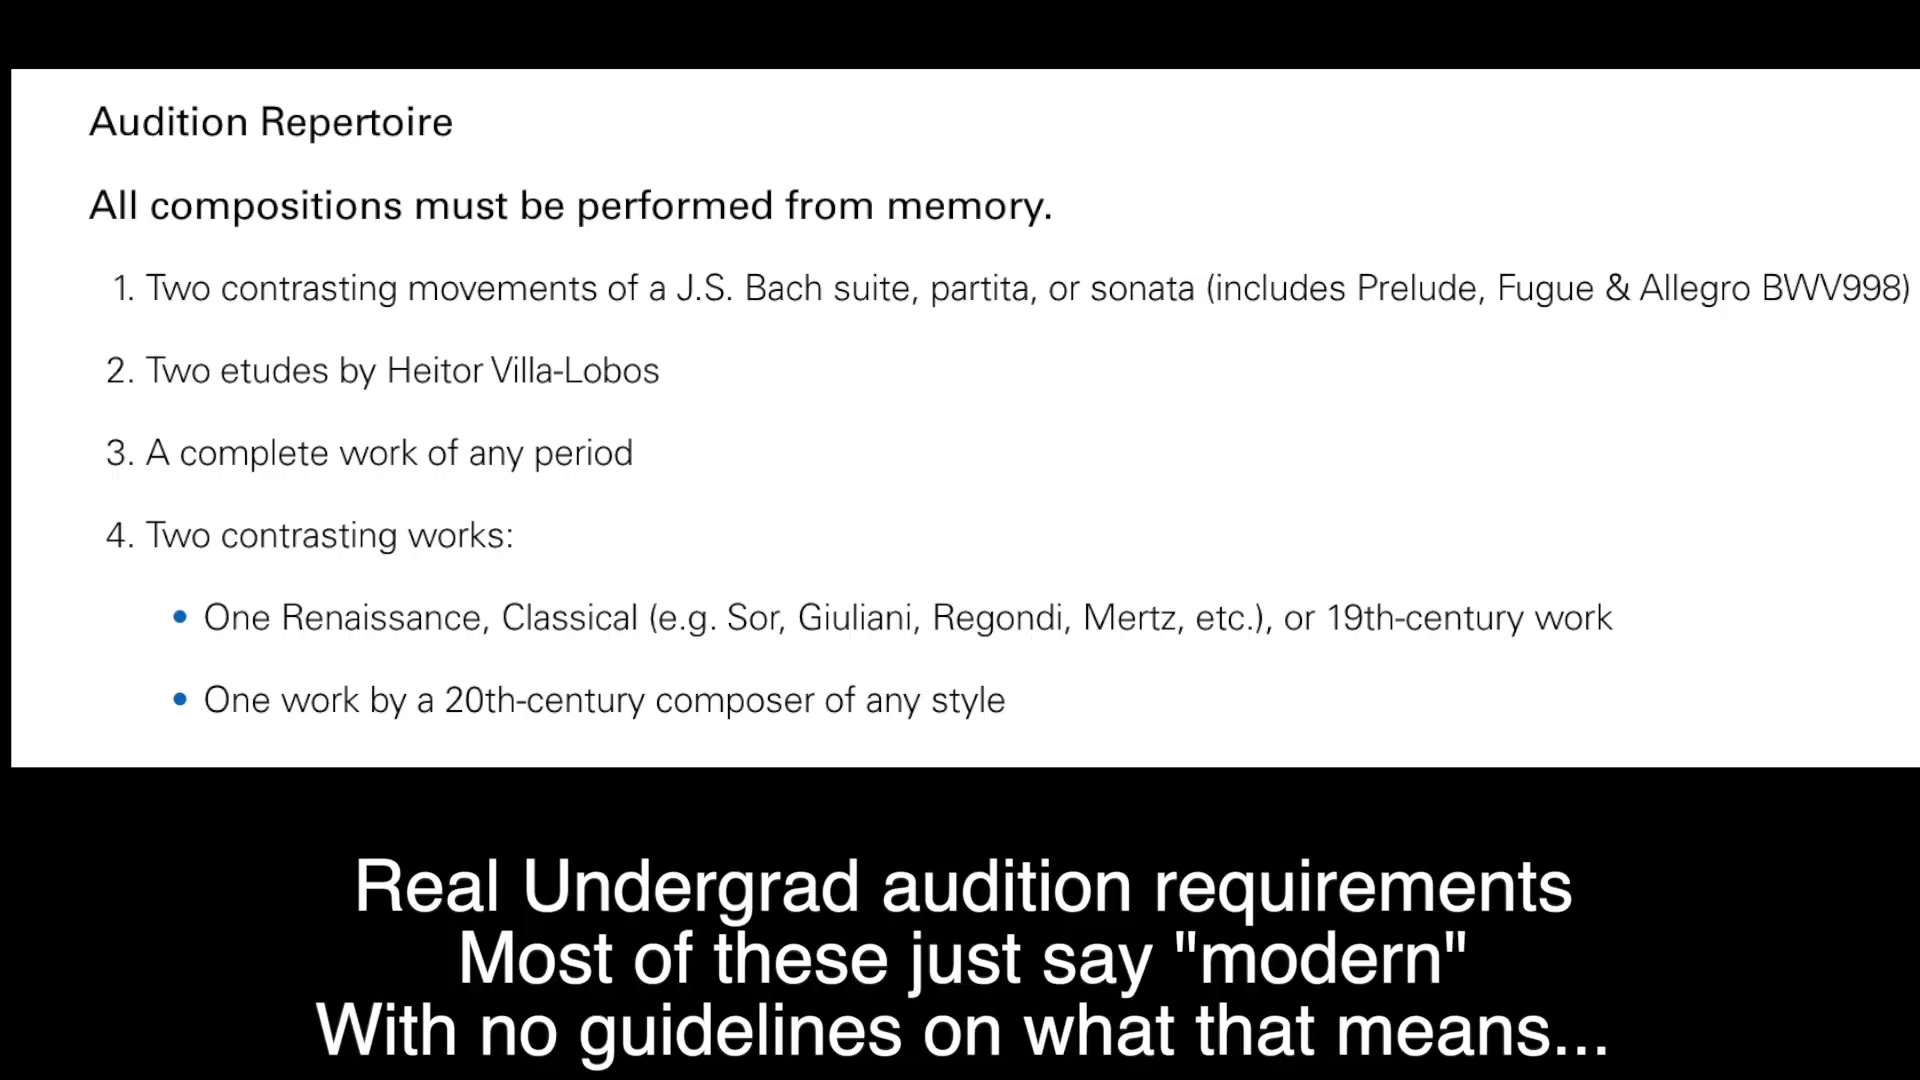 Audition Repertoire
All compositions must be performed from memory.
1. Two contrasting movements of a J.S. Bach suite, partita, or sonata (includes Prelude, Fugue & Allegro BWV998)
2. Two etudes by Heitor Villa-Lobos
3. A complete work of any period
4. Two contrasting works:
• One Renaissance, Classical (e.g. Sor, Giuliani, Regondi, Mertz, etc.), or 19th-century work
• One work by a 20th-century composer of any style
Real Undergrad audition requirements
Most of these just say "modern"
With no guidelines on what that means...